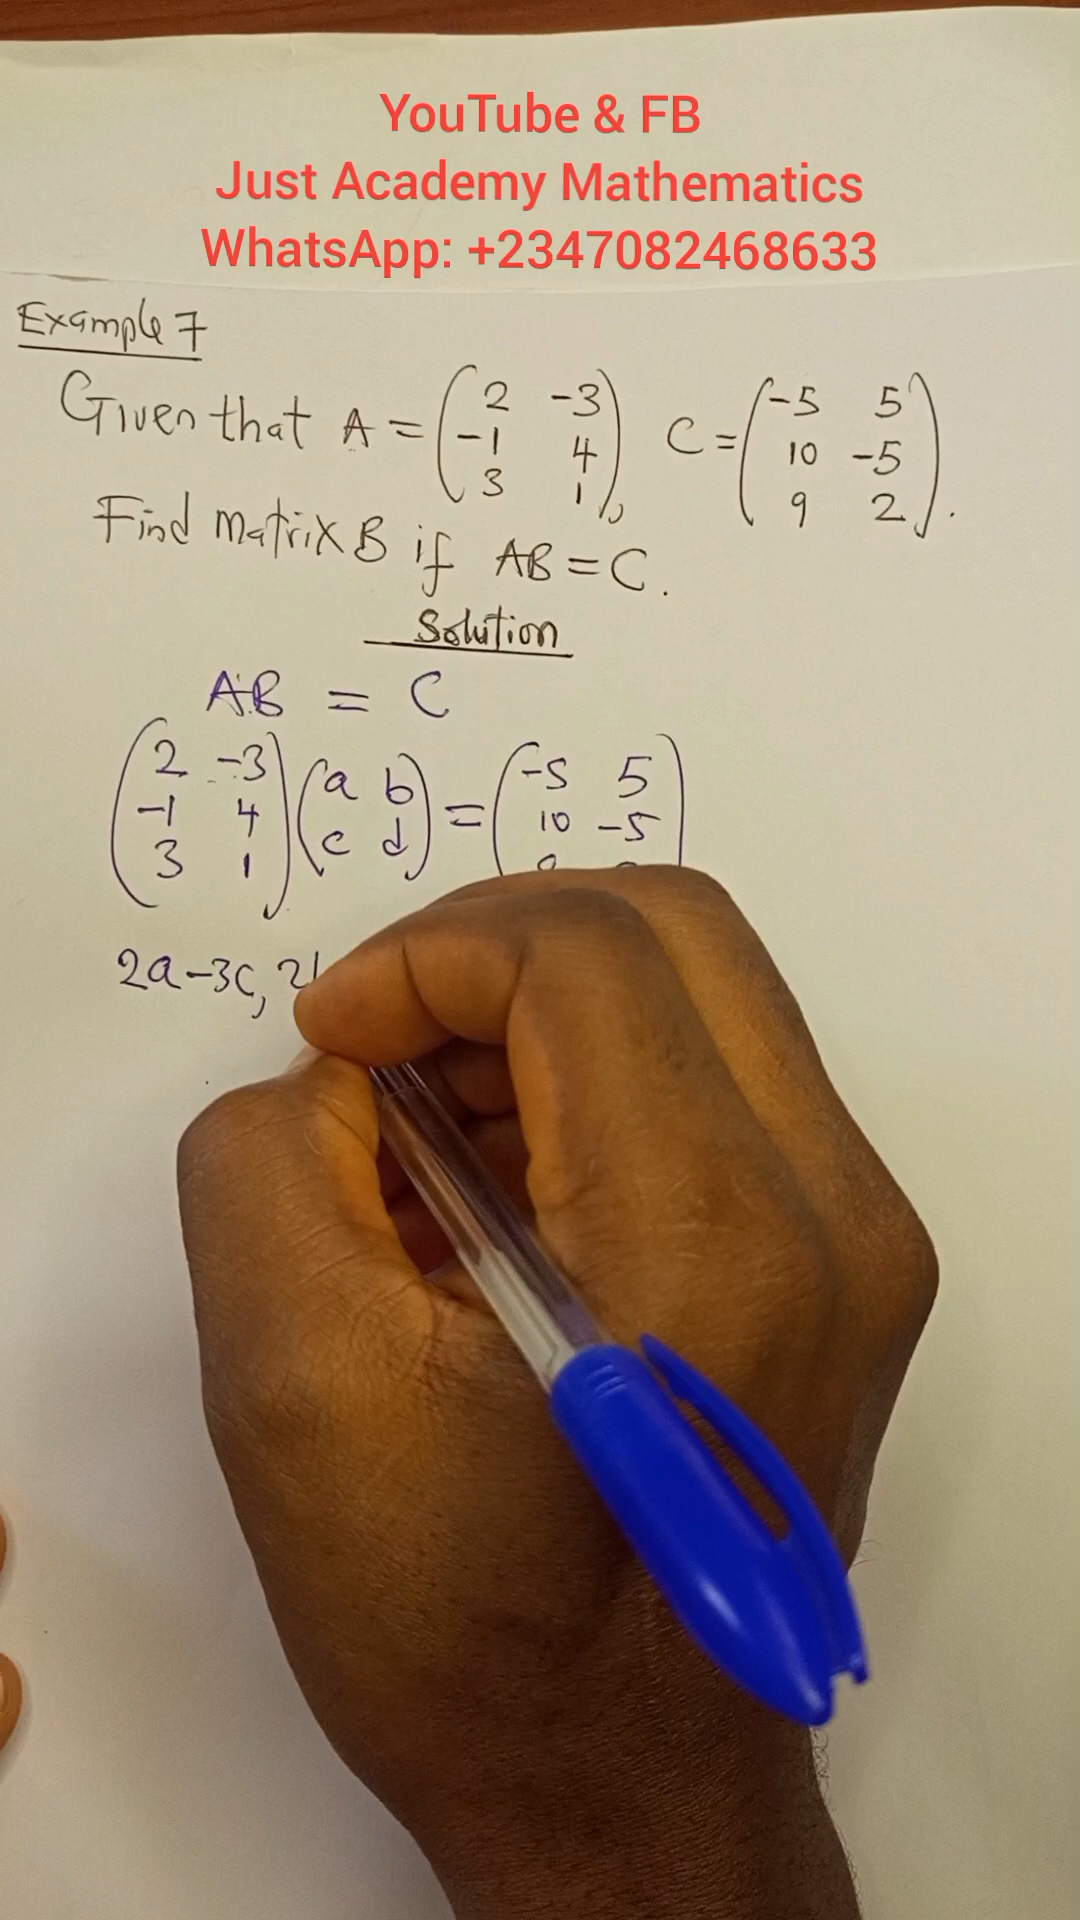 YouTube & FB
Just Academy Mathematics
WhatsApp: +2347082468633
Example 7
Given that A = (2 -3
-1 4
3 1), C = (-5 5
10 -5
9 2).
Find matrix B if AB = C.
Solution
AB = C
(2 -3
-1 4
3 1) (a b
c d) = (-5 5
10 -5
2a-3c,